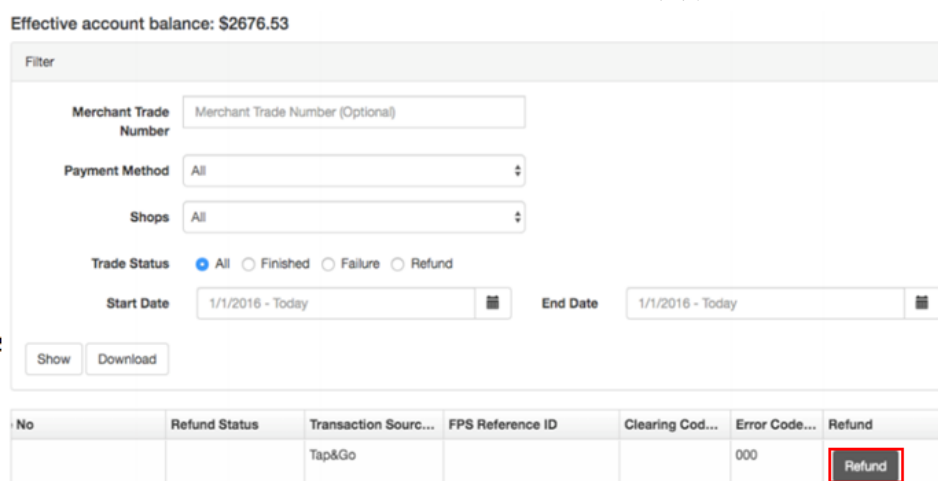 Effective account balance: $2676.53
Filter
Merchant Trade Number
Merchant Trade Number (Optional)
Payment Method
All
Shops
All
Trade Status
All Finished Failure Refund
Start Date 1/1/2016 - Today End Date 1/1/2016 - Today
Show Download
No Refund Status Transaction Sourc... FPS Reference ID Clearing Cod... Error Code... Refund
Tap&Go 000 Refund